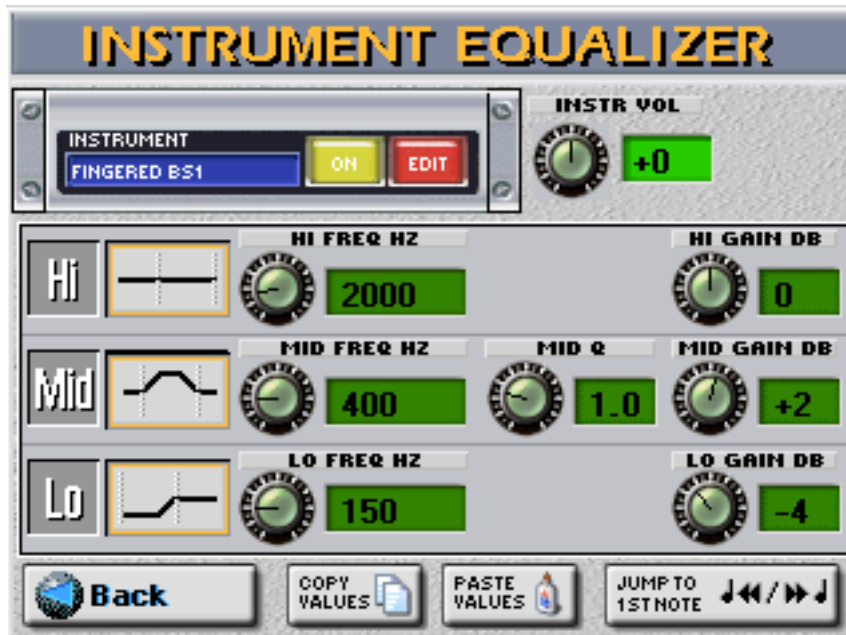 INSTRUMENT EQUALIZER
INSTR VOL
INSTRUMENT
FINGERED BS1
ON
EDIT
+0
HI FREQ HZ
HI GAIN DB
Hi
2000
0
MID FREQ HZ
MID Q
MID GAIN DB
Mid
400
1.0
+2
LO FREQ HZ
LO GAIN DB
Lo
150
-4
Back
COPY
VALUES
PASTE
VALUES
JUMP TO
1ST NOTE